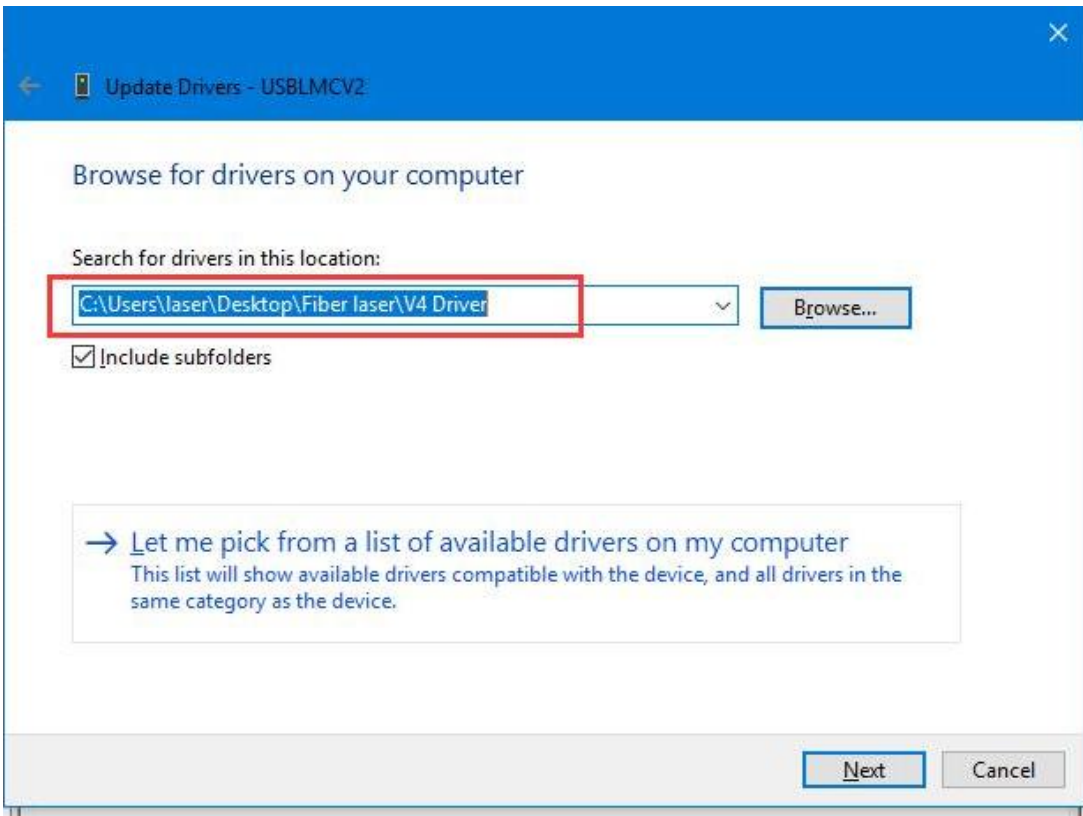 Update Drivers - USBLMCV2
Browse for drivers on your computer
Search for drivers in this location:
C:\Users\laser\Desktop\Fiber laser\V4 Driver
Browse...
Include subfolders
Let me pick from a list of available drivers on my computer
This list will show available drivers compatible with the device, and all drivers in the
same category as the device.
Next
Cancel